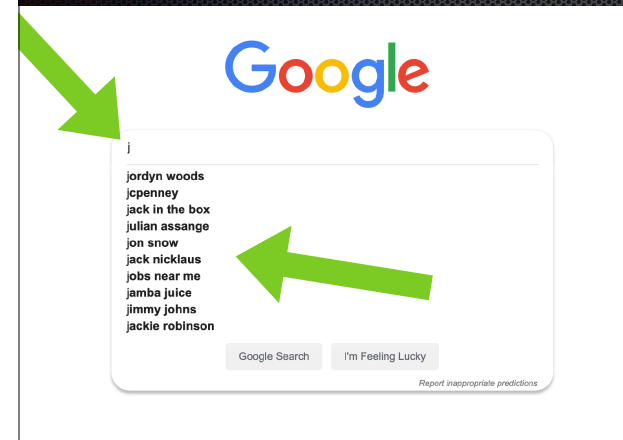 Google
j
jordyn woods
jcpenney
jack in the box
julian assange
jon snow
jack nicklaus
jobs near me
jamba juice
jimmy johns
jackie robinson
Google Search I'm Feeling Lucky
Report inappropriate predictions